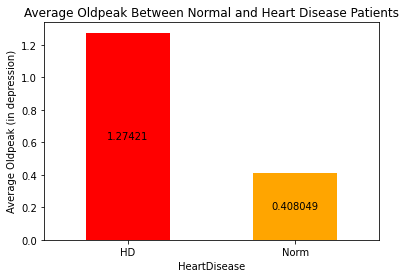 Average Oldpeak Between Normal and Heart Disease Patients
Average Oldpeak (in depression)
1.2
1.0
0.8
0.6
0.4
0.2
0.0
1.27421
0.408049
HD
Norm
HeartDisease